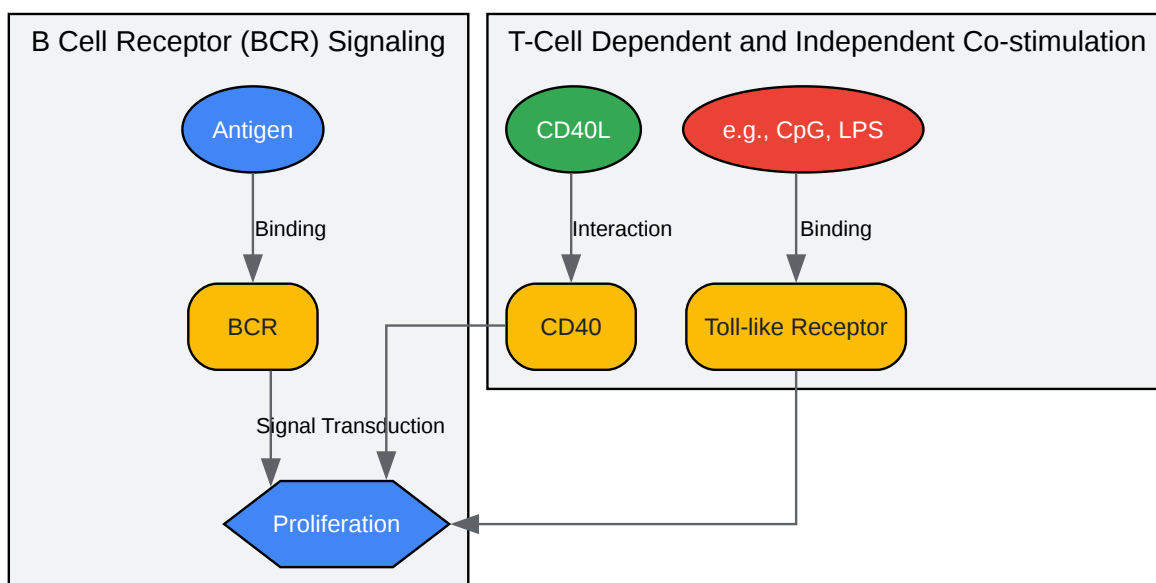 B Cell Receptor (BCR) Signaling
T-Cell Dependent and Independent Co-stimulation
Antigen
CD40L
e.g., CpG, LPS
Binding
Interaction
Binding
BCR
CD40
Toll-like Receptor
Signal Transduction
Proliferation